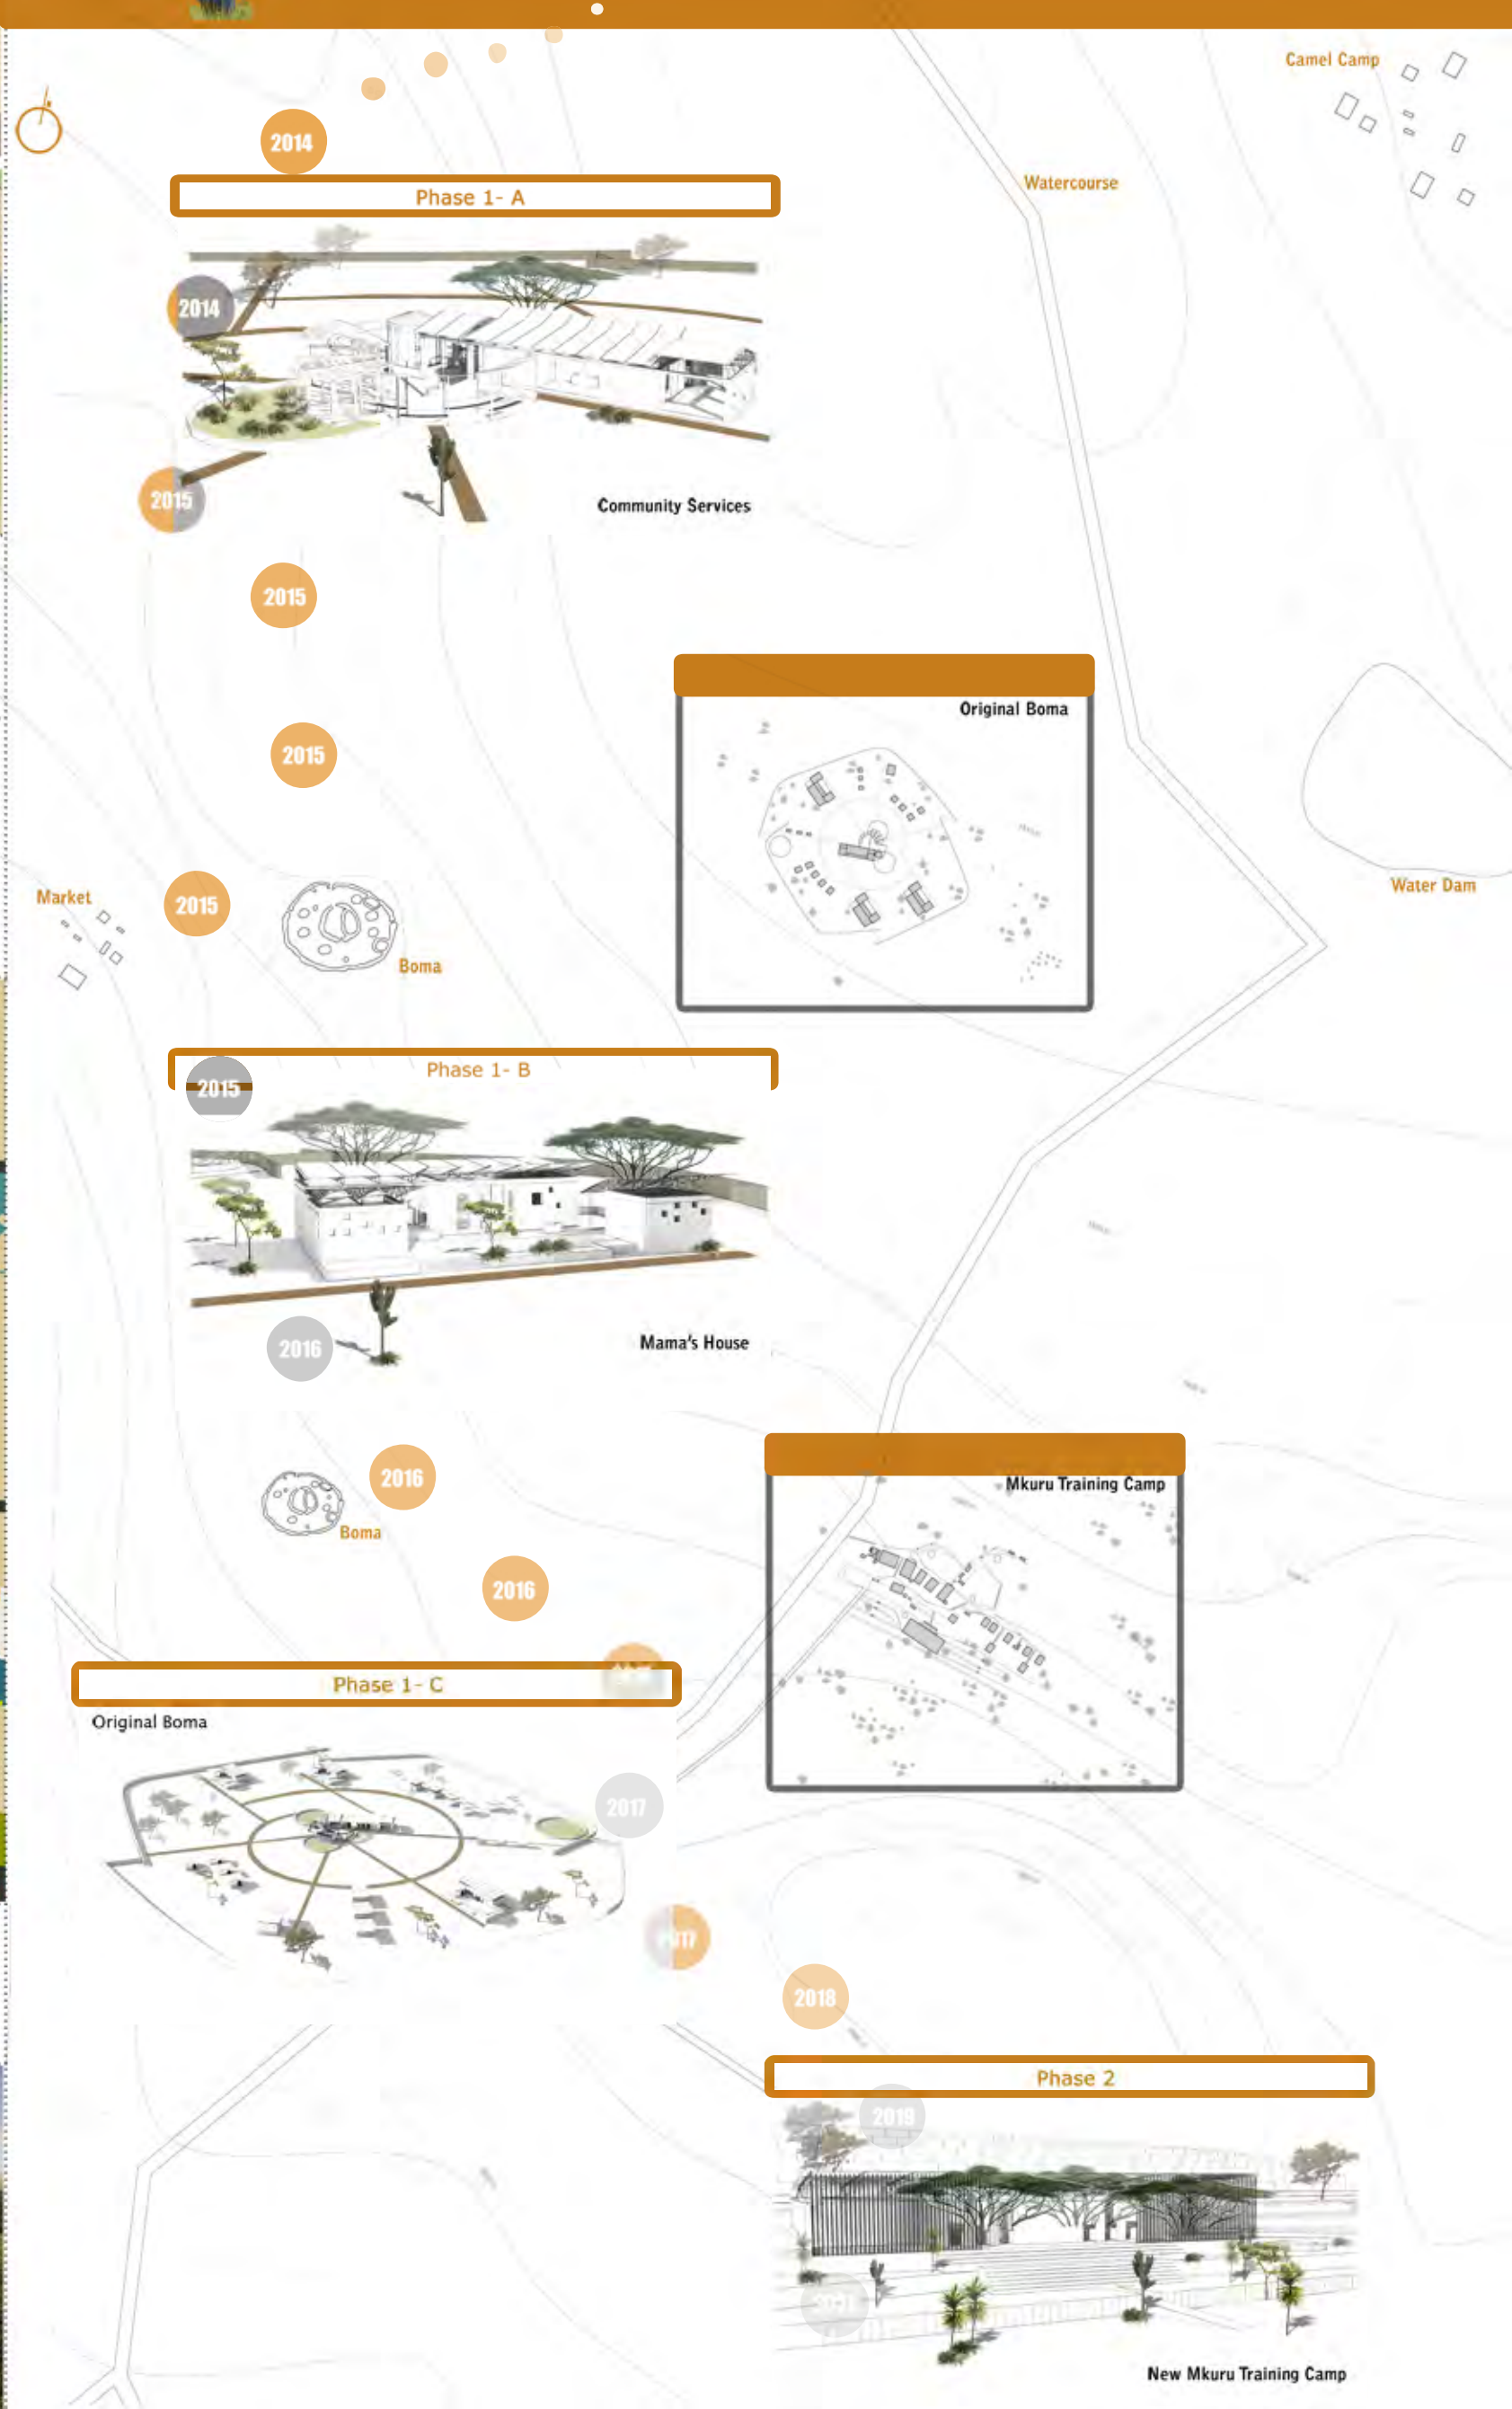 Camel Camp
2014
Watercourse
Phase 1- A
2014
2015
Community Services
2015
Original Boma
2015
Market
2015
Water Dam
Boma
Phase 1- B
2015
Mama's House
2016
2016
Mkuru Training Camp
Boma
2016
Phase 1- C
Original Boma
2017
2018
Phase 2
2019
New Mkuru Training Camp